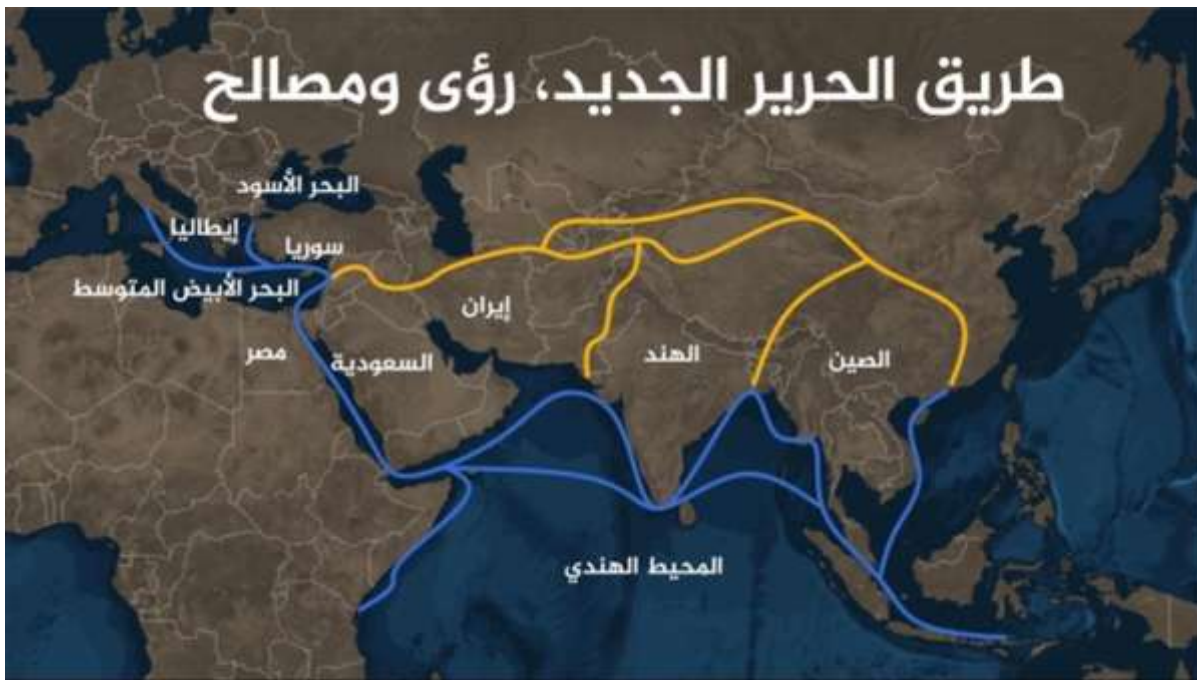 طريق الحرير الجديد، رؤى ومصالح
البحر الأسود
إيطاليا
سوريا
البحر الأبيض المتوسط
إيران
مصر
السعودية
الهند
الصين
المحيط الهندي